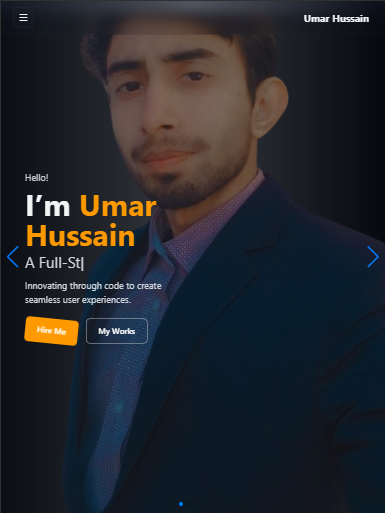 Umar Hussain
Hello!
I'm Umar
Hussain
A Full-St|
Innovating through code to create
seamless user experiences.
Hire Me
My Works